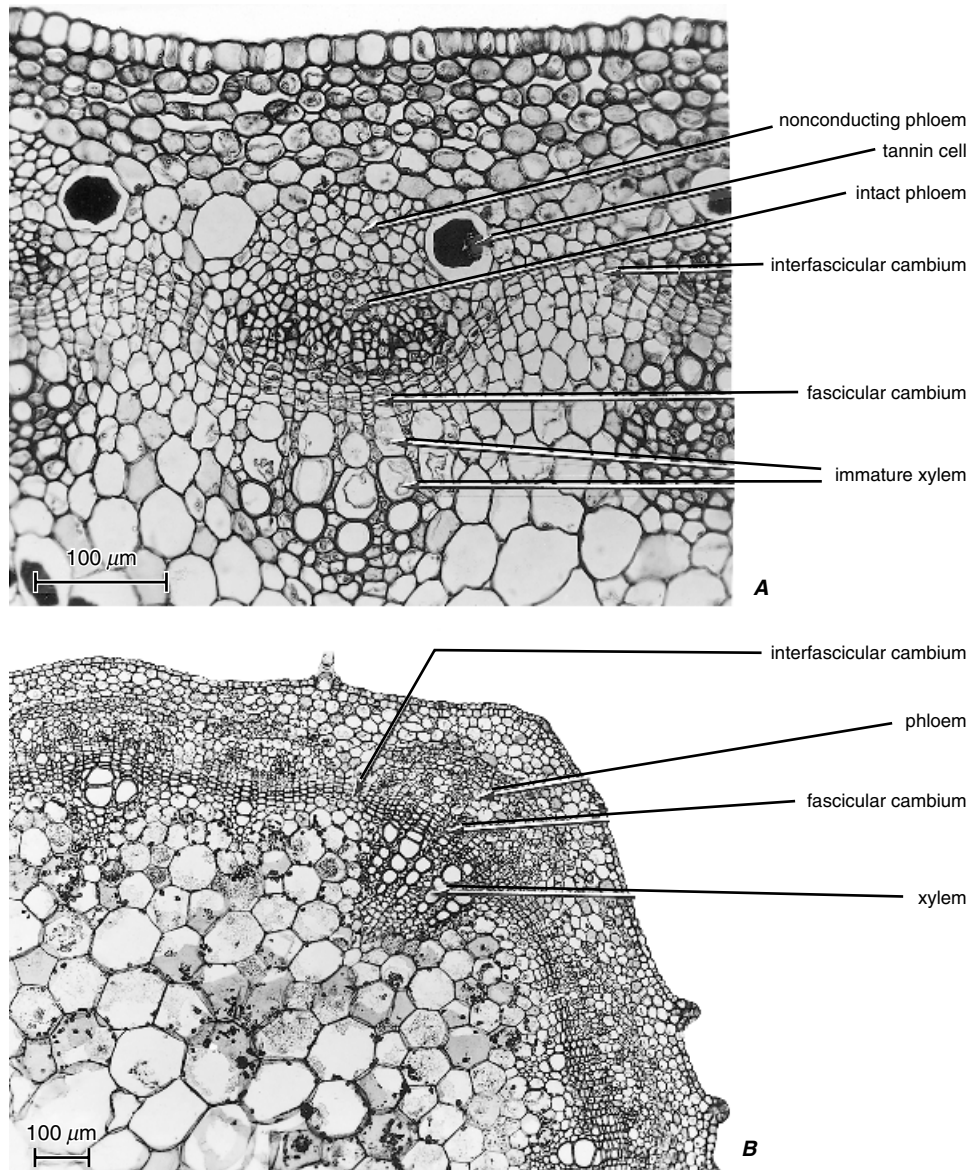 nonconducting phloem
tannin cell
intact phloem
interfascicular cambium
fascicular cambium
immature xylem
100 μm
A
interfascicular cambium
phloem
fascicular cambium
xylem
100 μm
B